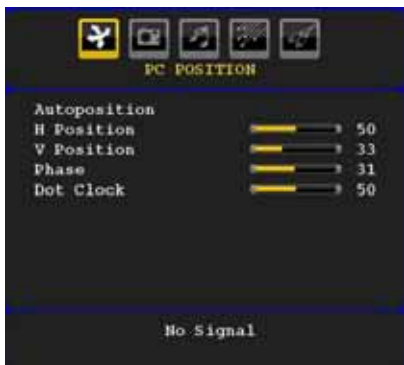 PC POSITION
Autoposition
H Position 50
V Position 33
Phase 31
Dot Clock 50
No Signal